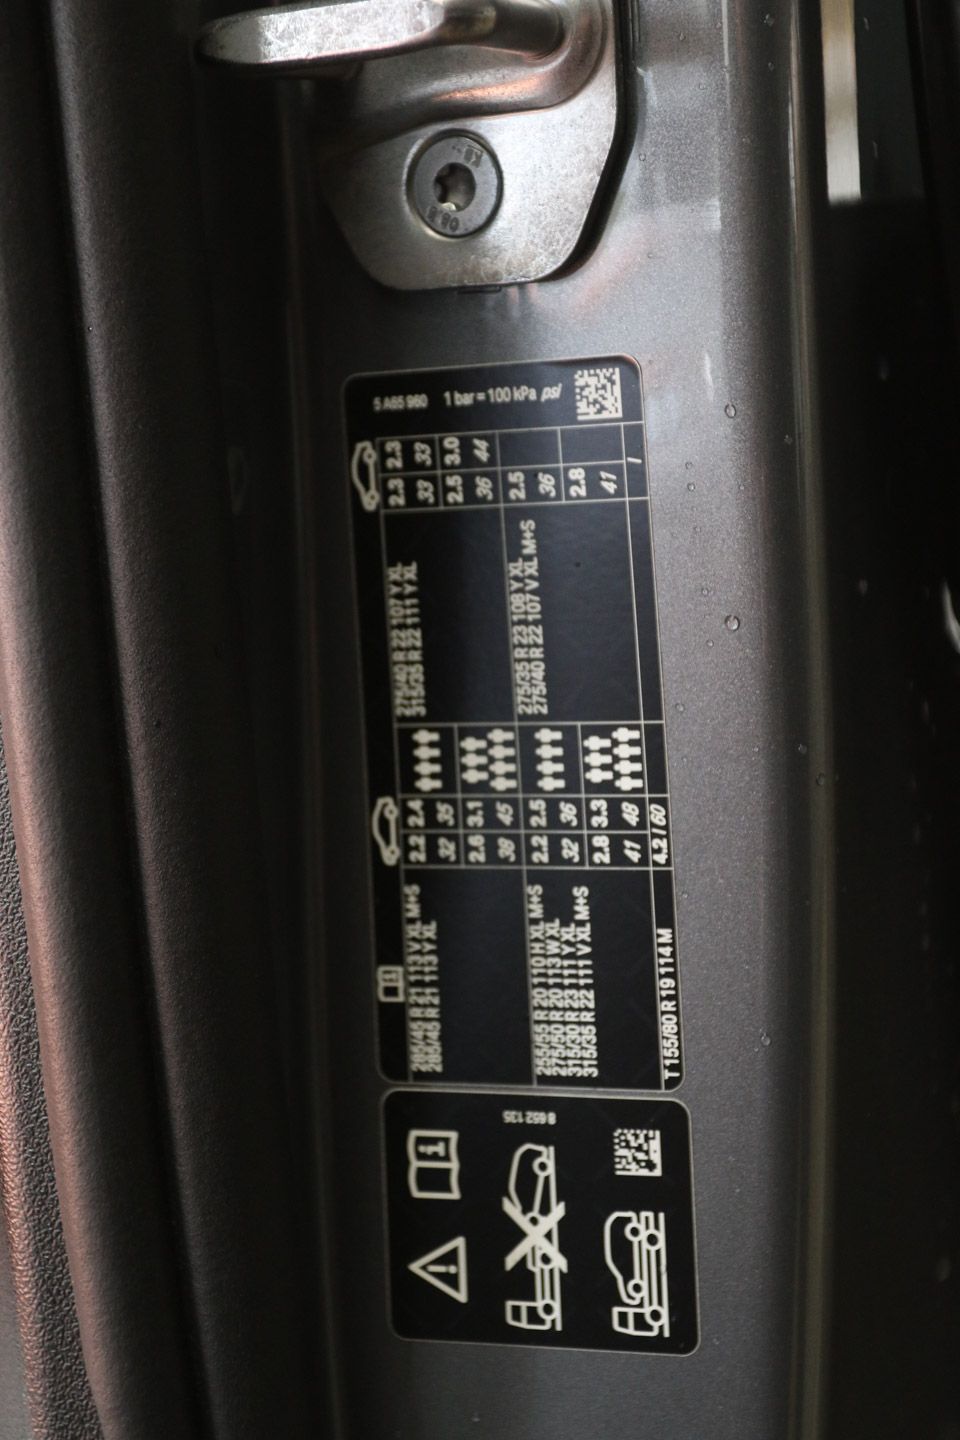 5 A65 960 1 bar = 100 kPa psi
285/45 R 21 113 V XL M+S
285/45 R 21 113 Y XL
2.2 2.4
32 35
2.6 3.1
38 45
275/40 R 22 107 Y XL
315/35 R 22 111 Y XL
2.3 2.3
33 33
2.5 3.0
36 44
255/55 R 20 110 H XL M+S
275/50 R 20 113 W XL
315/30 R 23 111 Y XL
315/35 R 22 111 V XL M+S
2.2 2.5
32 36
2.8 3.3
41 48
275/35 R 23 108 Y XL
275/40 R 22 107 V XL M+S
2.5
36
2.8
41
T 155/80 R 19 114 M 4.2 / 60 /
8 652 135